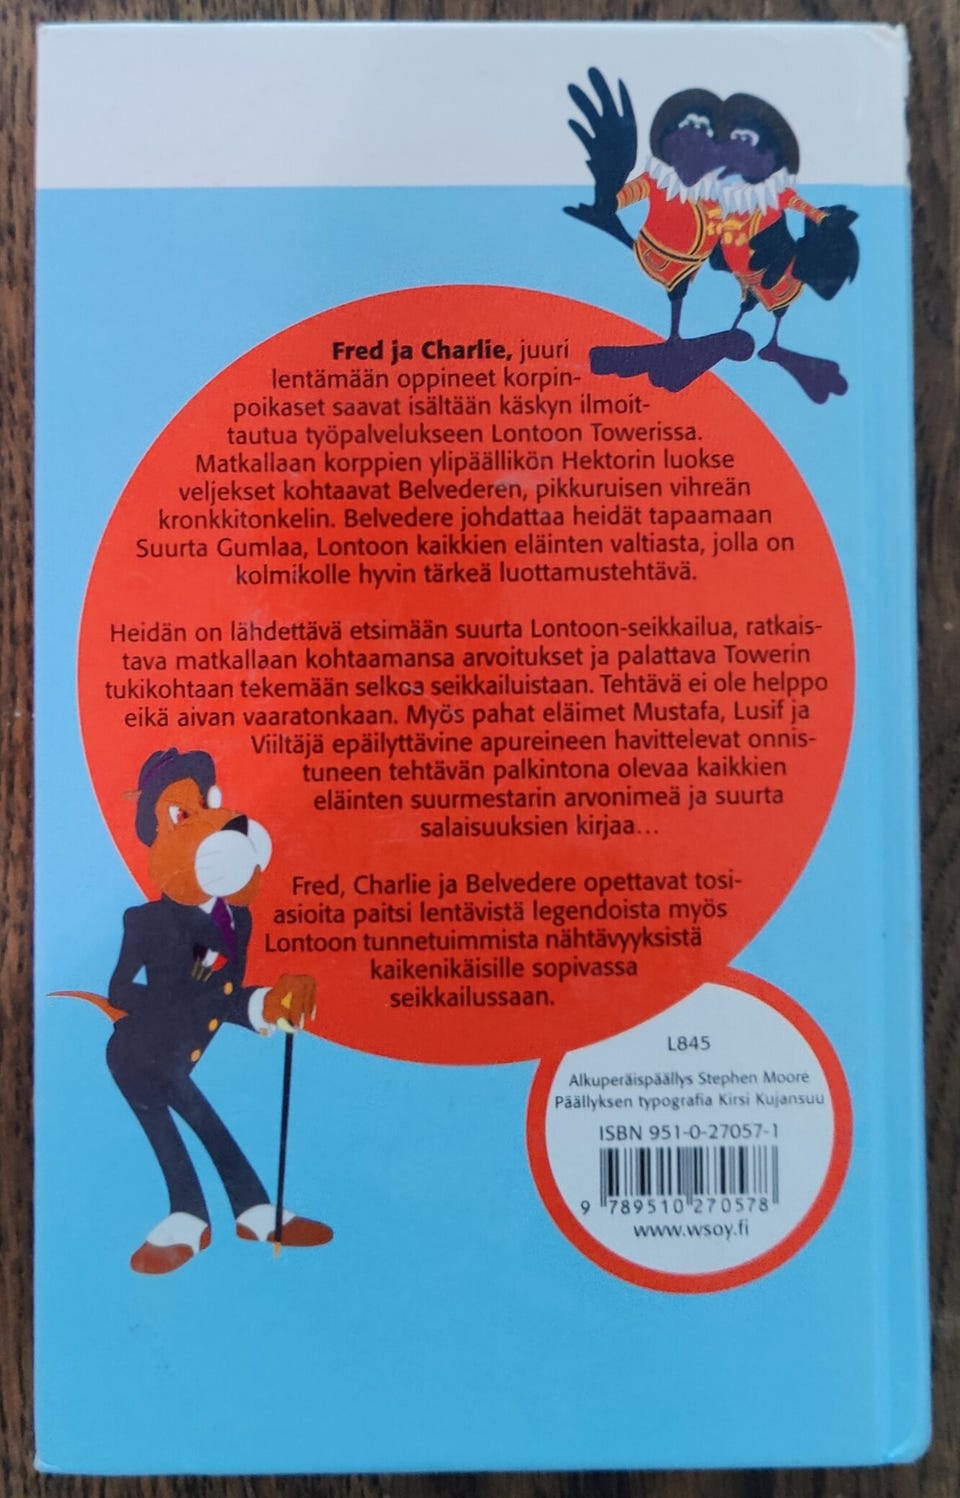 Fred ja Charlie, juuri
lentämään oppineet korpin-
poikaset saavat isältään käskyn ilmoit-
tautua työpalvelukseen Lontoon Towerissa.
Matkallaan korppien ylipäällikön Hektorin luokse
veljekset kohtaavat Belvederen, pikkuruisen vihreän
kronkkitonkelin. Belvedere johdattaa heidät tapaamaan
Suurta Gumlaa, Lontoon kaikkien eläinten valtiasta, jolla on
kolmikolle hyvin tärkeä luottamustehtävä.
Heidän on lähdettävä etsimään suurta Lontoon-seikkailua, ratkais-
tava matkallaan kohtaamansa arvoitukset ja palattava Towerin
tukikohtaan tekemään selkoa seikkailuistaan. Tehtävä ei ole helppo
eikä aivan vaaratonkaan. Myös pahat eläimet Mustafa, Lusif ja
Viiltäjä epäilyttävine apureineen havittelevat onnis-
tuneen tehtävän palkintona olevaa kaikkien
eläinten suurmestarin arvonimeä ja suurta
salaisuuksien kirjaa...
Fred, Charlie ja Belvedere opettavat tosi-
asioita paitsi lentävistä legendoista myös
Lontoon tunnetuimmista nähtävyyksistä
kaikenikäisille sopivassa
seikkailussaan.
L845
Alkuperäispäällys Stephen Moore
Päällyksen typografia Kirsi Kujansuu
ISBN 951-0-27057-1
9 789510 270578
www.wsoy.fi